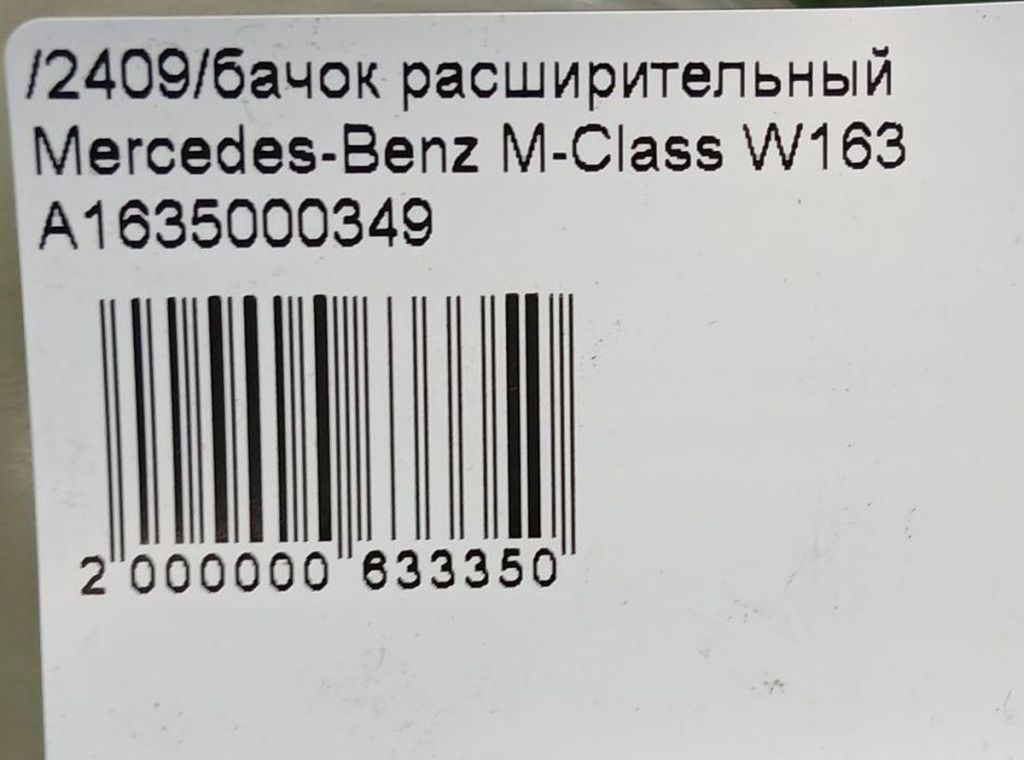 /2409/бачок расширительный
Mercedes-Benz M-Class W163
A1635000349
2 000000 633350